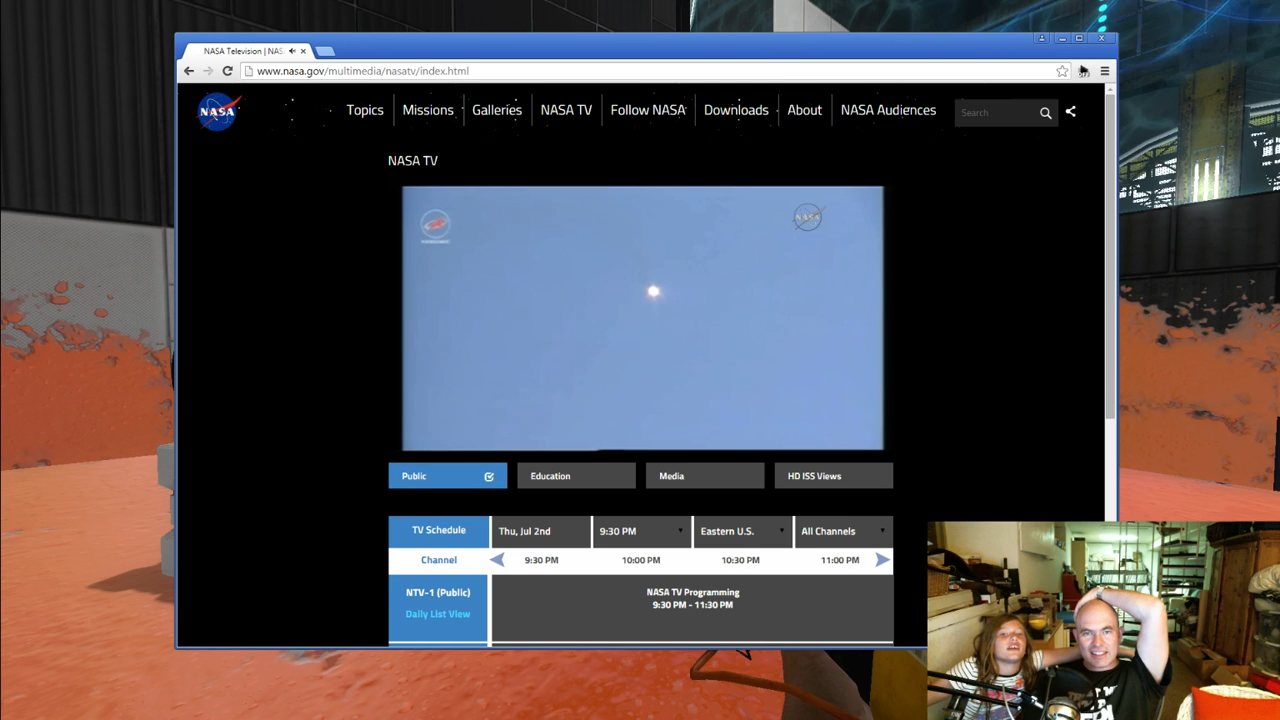 NASA Television | NAS
www.nasa.gov/multimedia/nasatv/index.html
NASA
Topics
Missions
Galleries
NASA TV
Follow NASA
Downloads
About
NASA Audiences
Search
NASA TV
NASA
Public
Education
Media
HD ISS Views
TV Schedule
Thu, Jul 2nd
9:30 PM
Eastern U.S.
All Channels
Channel
9:30 PM
10:00 PM
10:30 PM
11:00 PM
NTV-1 (Public)
Daily List View
NASA TV Programming
9:30 PM - 11:30 PM